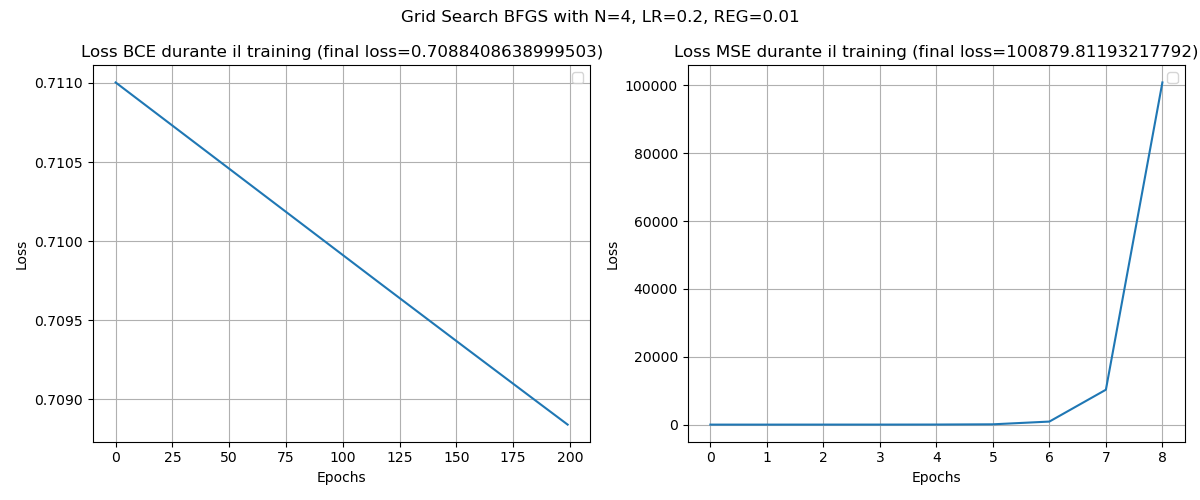 Grid Search BFGS with N=4, LR=0.2, REG=0.01
Loss BCE durante il training (final loss=0.7088408638999503)
0.7110
0.7105
0.7100
0.7095
0.7090
Loss
0 25 50 75 100 125 150 175 200
Epochs
Loss MSE durante il training (final loss=100879.81193217792)
100000
80000
60000
40000
20000
0
Loss
0 1 2 3 4 5 6 7 8
Epochs